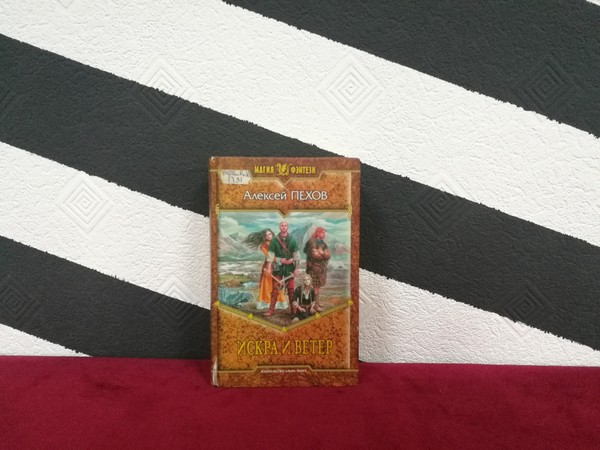 МАГИЯ ФЭНТЕЗИ
Алексей ПЕХОВ
ИСКРА И ВЕТЕР